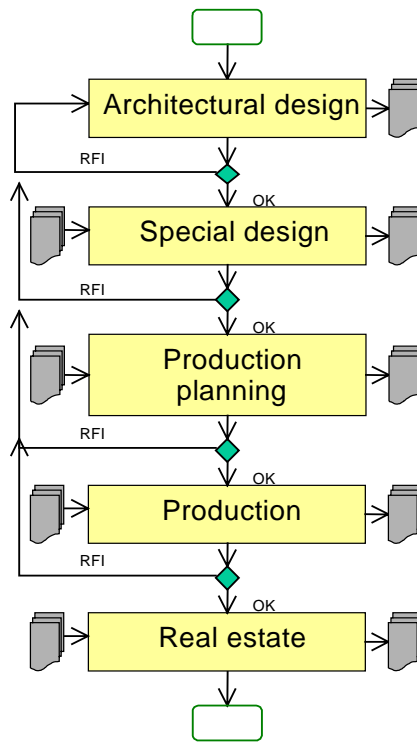 Architectural design
RFI
OK
Special design
RFI
OK
Production
planning
RFI
OK
Production
RFI
OK
Real estate